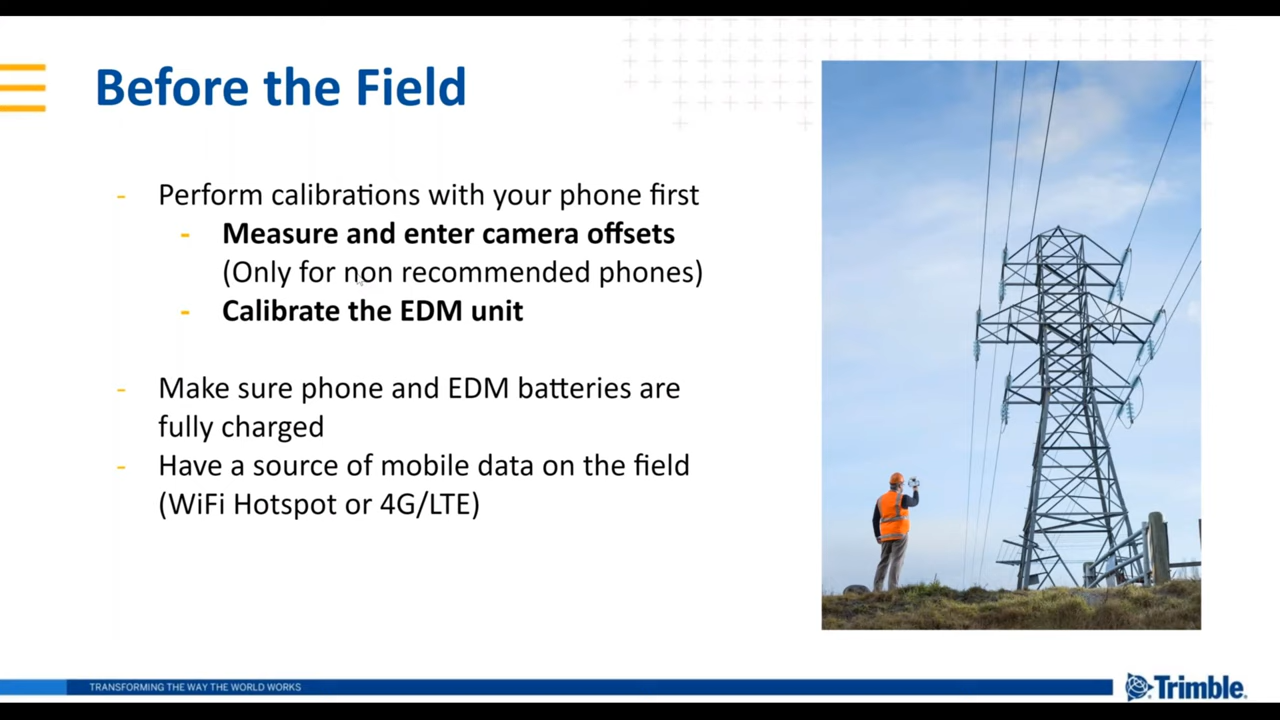 Before the Field
- Perform calibrations with your phone first
- Measure and enter camera offsets
(Only for non recommended phones)
- Calibrate the EDM unit
- Make sure phone and EDM batteries are
fully charged
- Have a source of mobile data on the field
(WiFi Hotspot or 4G/LTE)
TRANSFORMING THE WAY THE WORLD WORKS
Trimble.